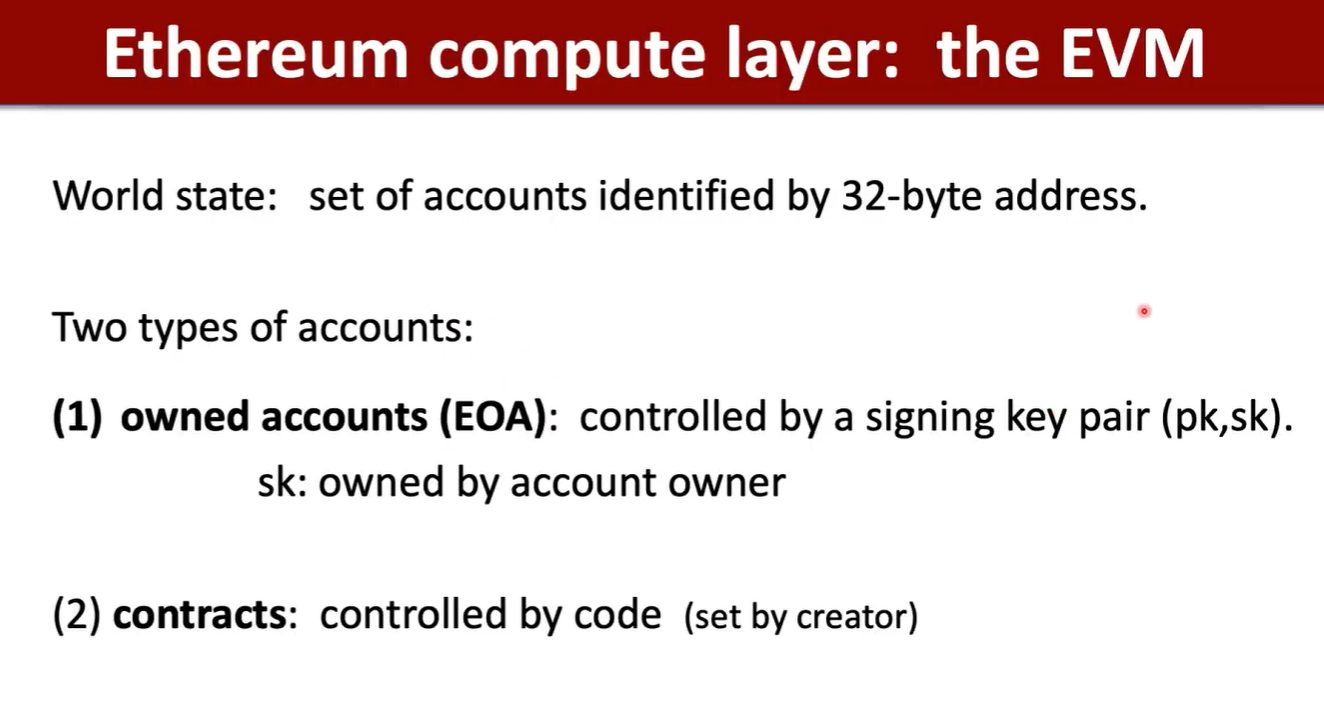 Ethereum compute layer: the EVM
World state: set of accounts identified by 32-byte address.
Two types of accounts:
(1) owned accounts (EOA): controlled by a signing key pair (pk,sk).
sk: owned by account owner
(2) contracts: controlled by code (set by creator)